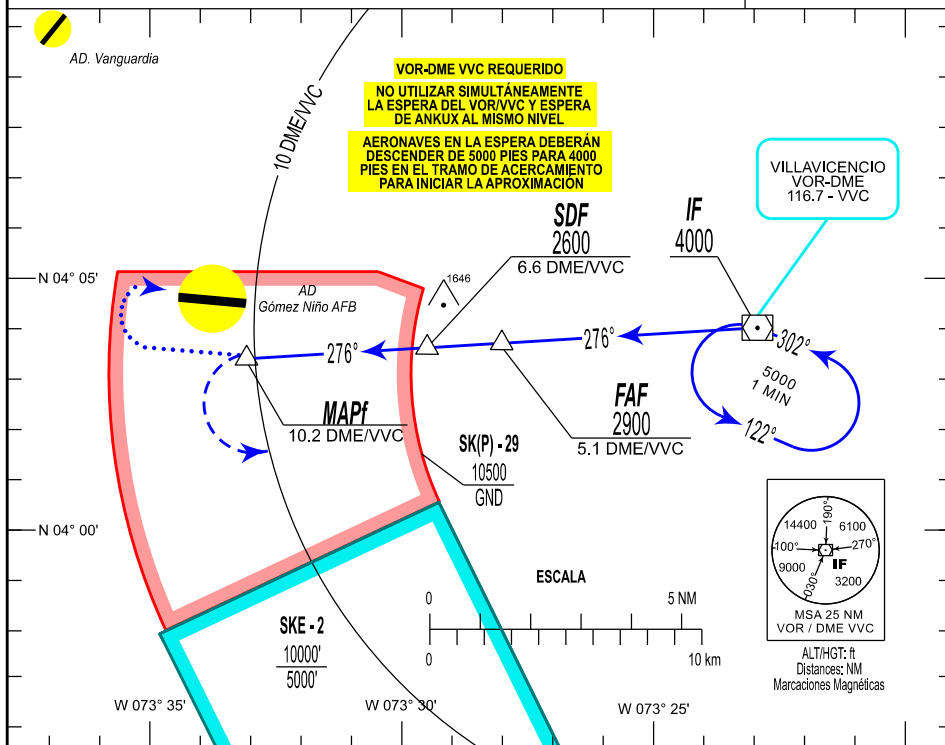 AD. Vanguardia
10 DME/VVC
VOR-DME VVC REQUERIDO
NO UTILIZAR SIMULTÁNEAMENTE
LA ESPERA DEL VOR/VVC Y ESPERA
DE ANKUX AL MISMO NIVEL
AERONAVES EN LA ESPERA DEBERÁN
DESCENDER DE 5000 PIES PARA 4000
PIES EN EL TRAMO DE ACERCAMIENTO
PARA INICIAR LA APROXIMACIÓN
VILLAVICENCIO
VOR-DME
116.7 - VVC
SDF
2600
6.6 DME/VVC
IF
4000
N 04° 05'
AD
Gómez Niño AFB
1646
276°
276°
302°
5000
1 MIN
122°
MAPf
10.2 DME/VVC
FAF
2900
5.1 DME/VVC
SK(P) - 29
10500
GND
N 04° 00'
14400
190°
6100
100°
270°
9000
IF
030°
3200
MSA 25 NM
VOR / DME VVC
ALT/HGT: ft
Distances: NM
Marcaciones Magnéticas
ESCALA
0
5 NM
0
10 km
SKE - 2
10000'
5000'
W 073° 35'
W 073° 30'
W 073° 25'